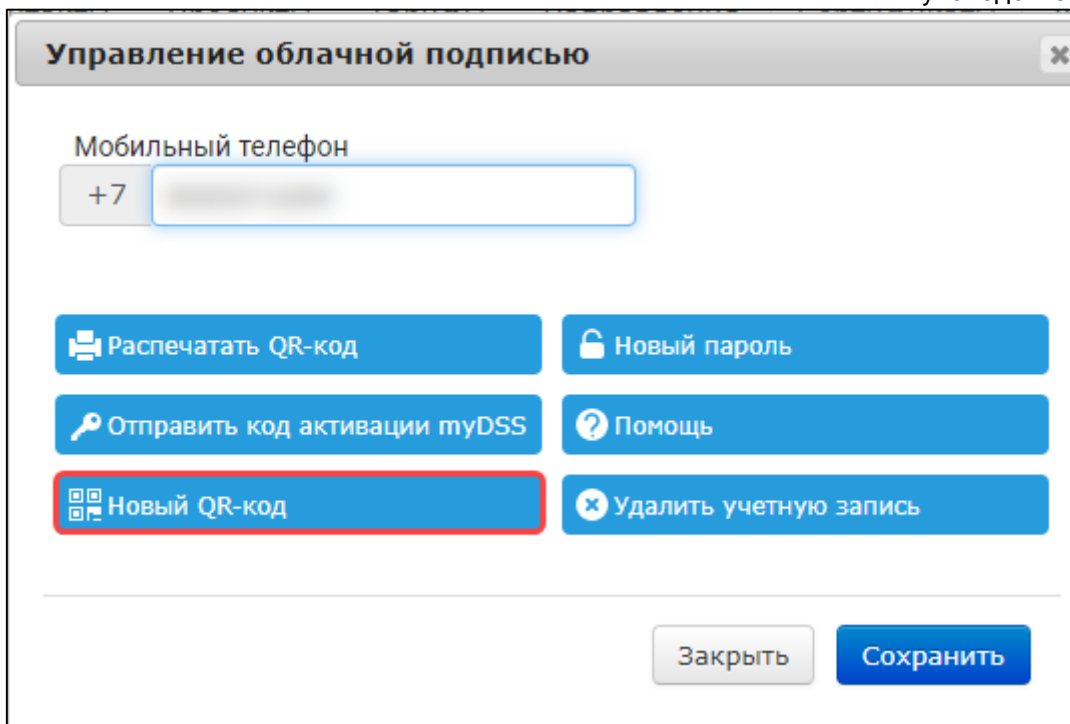 Управление облачной подписью
Мобильный телефон
+7
Распечатать QR-код
Новый пароль
Отправить код активации myDSS
Помощь
Новый QR-код
Удалить учетную запись
Закрыть
Сохранить